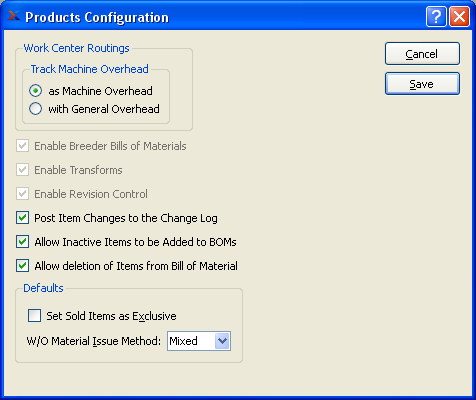 Products Configuration
Work Center Routings
Track Machine Overhead
as Machine Overhead
with General Overhead
Cancel
Save
Enable Breeder Bills of Materials
Enable Transforms
Enable Revision Control
Post Item Changes to the Change Log
Allow Inactive Items to be Added to BOMs
Allow deletion of Items from Bill of Material
Defaults
Set Sold Items as Exclusive
W/O Material Issue Method: Mixed